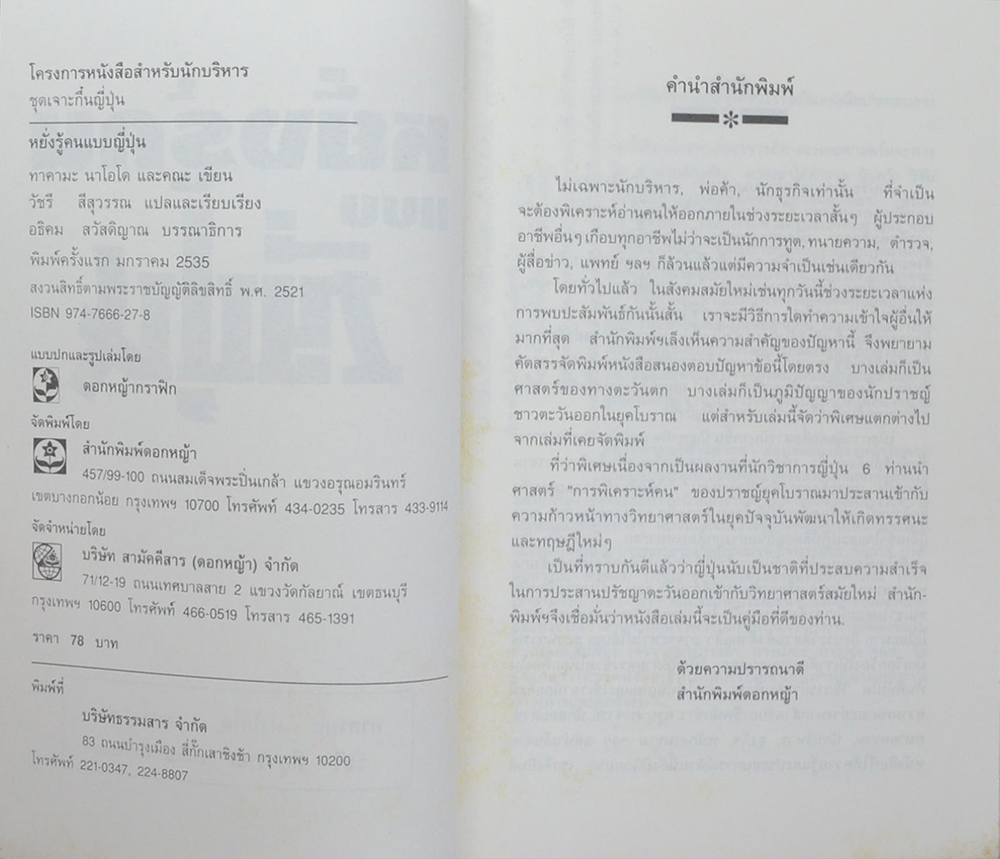 โครงการหนังสือสำหรับนักบริหาร
ชุดเจาะกึ๋นญี่ปุ่น
หยั่งรู้คนแบบญี่ปุ่น
ทาคามะ นาโอโด และคณะ เขียน
วัชรี สีสุวรรณ แปลและเรียบเรียง
อธิคม สวัสดิญาณ บรรณาธิการ
พิมพ์ครั้งแรก มกราคม 2535
สงวนสิทธิ์ตามพระราชบัญญัติลิขสิทธิ์ พ.ศ. 2521
ISBN 974-7666-27-8
แบบปกและรูปเล่มโดย
ดอกหญ้ากราฟิก
จัดพิมพ์โดย
สำนักพิมพ์ดอกหญ้า
457/99-100 ถนนสมเด็จพระปิ่นเกล้า แขวงอรุณอมรินทร์
เขตบางกอกน้อย กรุงเทพฯ 10700 โทรศัพท์ 434-0235 โทรสาร 433-9114
จัดจำหน่ายโดย
บริษัท สามัคคีสาร (ดอกหญ้า) จำกัด
71/12-19 ถนนเทศบาลสาย 2 แขวงวัดกัลยาณ์ เขตธนบุรี
กรุงเทพฯ 10600 โทรศัพท์ 466-0519 โทรสาร 465-1391
ราคา 78 บาท
พิมพ์ที่
บริษัทธรรมสาร จำกัด
83 ถนนบำรุงเมือง สี่กั๊กเสาชิงช้า กรุงเทพฯ 10200
โทรศัพท์ 221-0347, 224-8807
คำนำสำนักพิมพ์
ไม่เฉพาะนักบริหาร, พ่อค้า, นักธุรกิจเท่านั้น ที่จำเป็น
จะต้องพิเคราะห์อ่านคนให้ออกภายในช่วงระยะเวลาสั้นๆ ผู้ประกอบ
อาชีพอื่นๆ เกือบทุกอาชีพไม่ว่าจะเป็นนักการทูต, ทนายความ, ตำรวจ,
ผู้สื่อข่าว, แพทย์ ฯลฯ ก็ล้วนแล้วแต่มีความจำเป็นเช่นเดียวกัน
โดยทั่วไปแล้ว ในสังคมสมัยใหม่เช่นทุกวันนี้ช่วงระยะเวลาแห่ง
การพบปะสัมพันธ์กันนั้นสั้น เราจะมีวิธีการใดทำความเข้าใจผู้อื่นให้
มากที่สุด สำนักพิมพ์ฯเล็งเห็นความสำคัญของปัญหานี้ จึงพยายาม
คัดสรรจัดพิมพ์หนังสือสนองตอบปัญหาข้อนี้โดยตรง บางเล่มก็เป็น
ศาสตร์ของทางตะวันตก บางเล่มก็เป็นภูมิปัญญาของนักปราชญ์
ชาวตะวันออกในยุคโบราณ แต่สำหรับเล่มนี้จัดว่าพิเศษแตกต่างไป
จากเล่มที่เคยจัดพิมพ์
ที่ว่าพิเศษเนื่องจากเป็นผลงานที่นักวิชาการญี่ปุ่น 6 ท่านนำ
ศาสตร์ "การพิเคราะห์คน" ของปราชญ์ยุคโบราณมาประสานเข้ากับ
ความก้าวหน้าทางวิทยาศาสตร์ในยุคปัจจุบันพัฒนาให้เกิดทรรศนะ
และทฤษฎีใหม่ๆ
เป็นที่ทราบกันดีแล้วว่าญี่ปุ่นนับเป็นชาติที่ประสบความสำเร็จ
ในการประสานปรัชญาตะวันออกเข้ากับวิทยาศาสตร์สมัยใหม่ สำนัก-
พิมพ์ฯจึงเชื่อมั่นว่าหนังสือเล่มนี้จะเป็นคู่มือที่ดีของท่าน.
ด้วยความปรารถนาดี
สำนักพิมพ์ดอกหญ้า